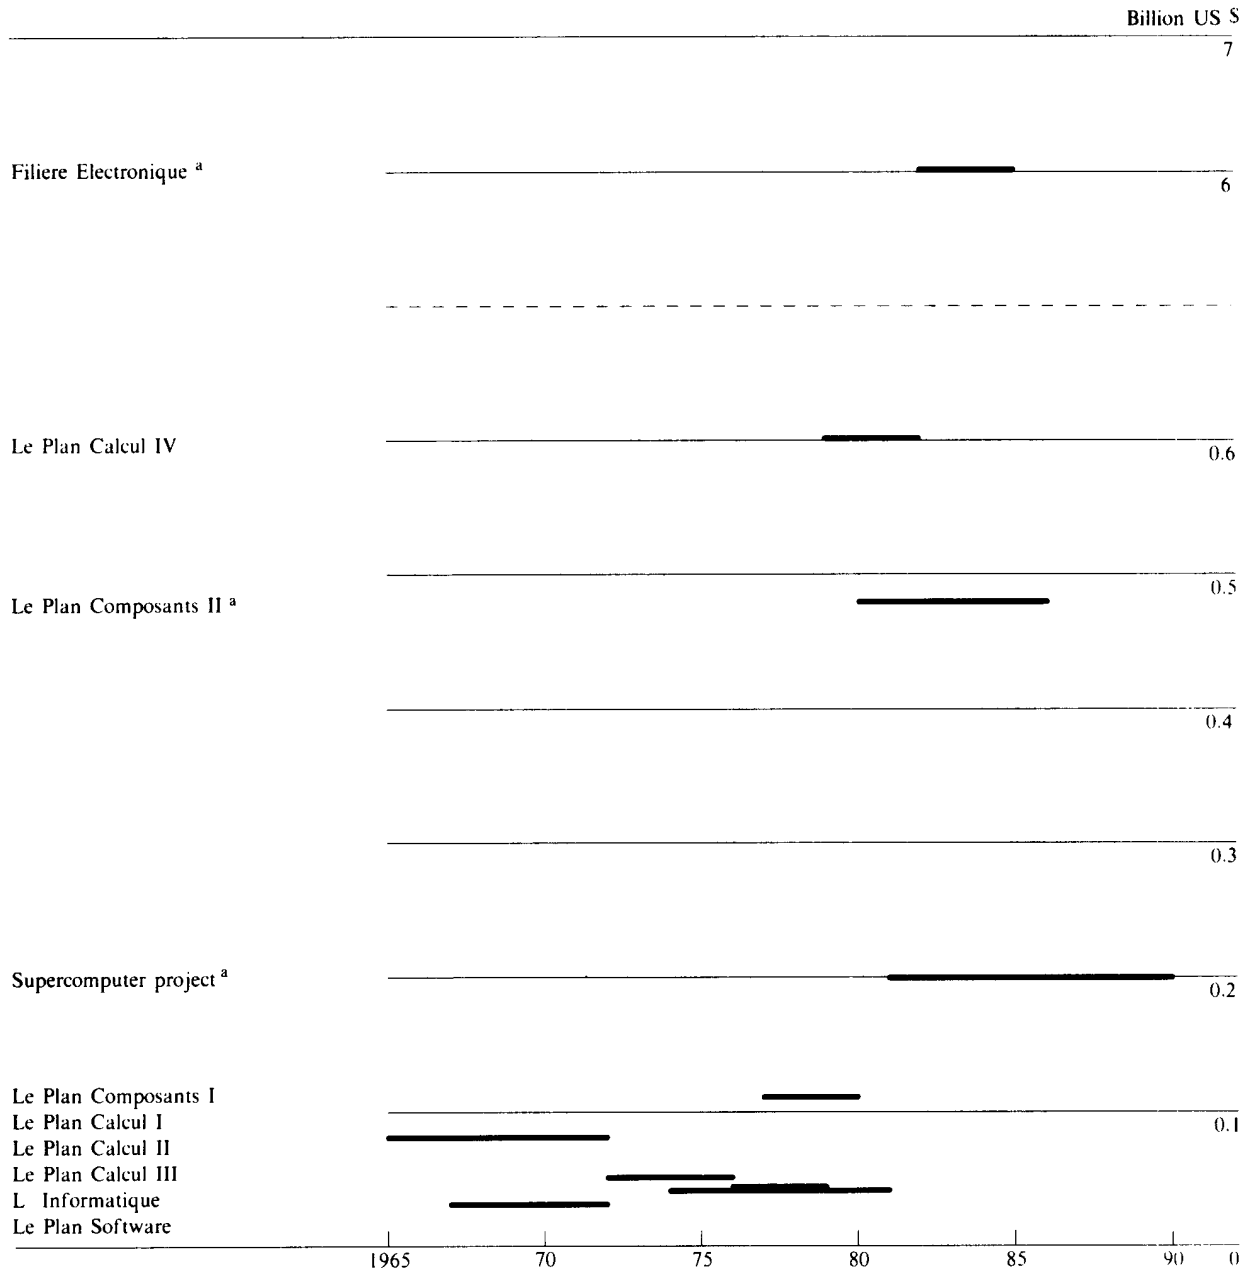 Billion US $
7
Filiere Electronique a
6
Le Plan Calcul IV
0.6
0.5
Le Plan Composants II a
0.4
0.3
Supercomputer project a
0.2
Le Plan Composants I
Le Plan Calcul I
0.1
Le Plan Calcul II
Le Plan Calcul III
L Informatique
Le Plan Software
1965 70 75 80 85 90 0